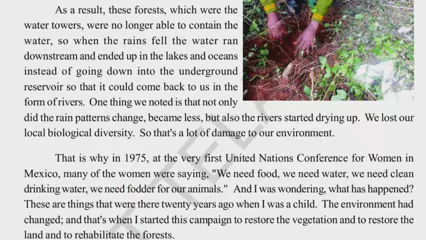 As a result, these forests, which were the
water towers, were no longer able to contain the
water, so when the rains fell the water ran
downstream and ended up in the lakes and oceans
instead of going down into the underground
reservoir so that it could come back to us in the
form of rivers. One thing we noted is that not only
did the rain patterns change, became less, but also the rivers started drying up. We lost our
local biological diversity. So that's a lot of damage to our environment.
That is why in 1975, at the very first United Nations Conference for Women in
Mexico, many of the women were saying, "We need food, we need water, we need clean
drinking water, we need fodder for our animals." And I was wondering, what has happened?
These are things that were there twenty years ago when I was a child. The environment had
changed; and that's when I started this campaign to restore the vegetation and to restore the
land and to rehabilitate the forests.